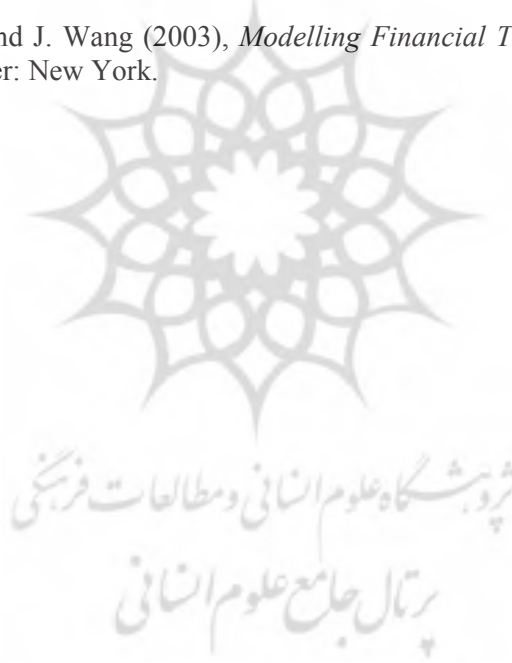 nd J. Wang (2003), Modelling Financial T
er: New York.
پژوهشگاه علوم انسانی و مطالعات فرهنگی
پرتال جامع علوم انسانی